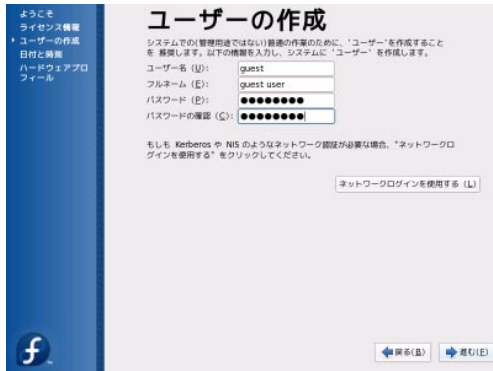 ようこそ
ライセンス情報
ユーザーの作成
日付と時刻
ハードウェアプロ
フィール
ユーザーの作成
システムでの(管理用途ではない)普通の作業のために、'ユーザー'を作成すること
を 推奨します。以下の情報を入力し、システムに 'ユーザー' を作成します。
ユーザー名 (U): guest
フルネーム (E): guest user
パスワード (P): ●●●●●●●●
パスワードの確認 (C): ●●●●●●●●
もしも Kerberos や NIS のようなネットワーク認証が必要な場合、"ネットワークロ
グインを使用する" をクリックしてください。
ネットワークログインを使用する (L)
戻る(B) 進む(F)